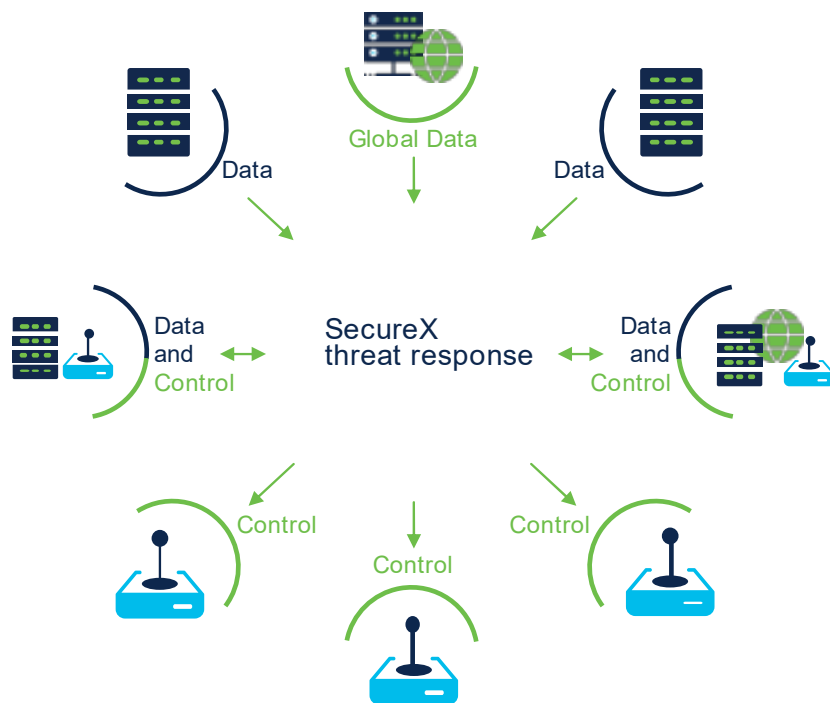 Global Data
Data
Data
Data
and
Control
SecureX
threat response
Data
and
Control
Control
Control
Control